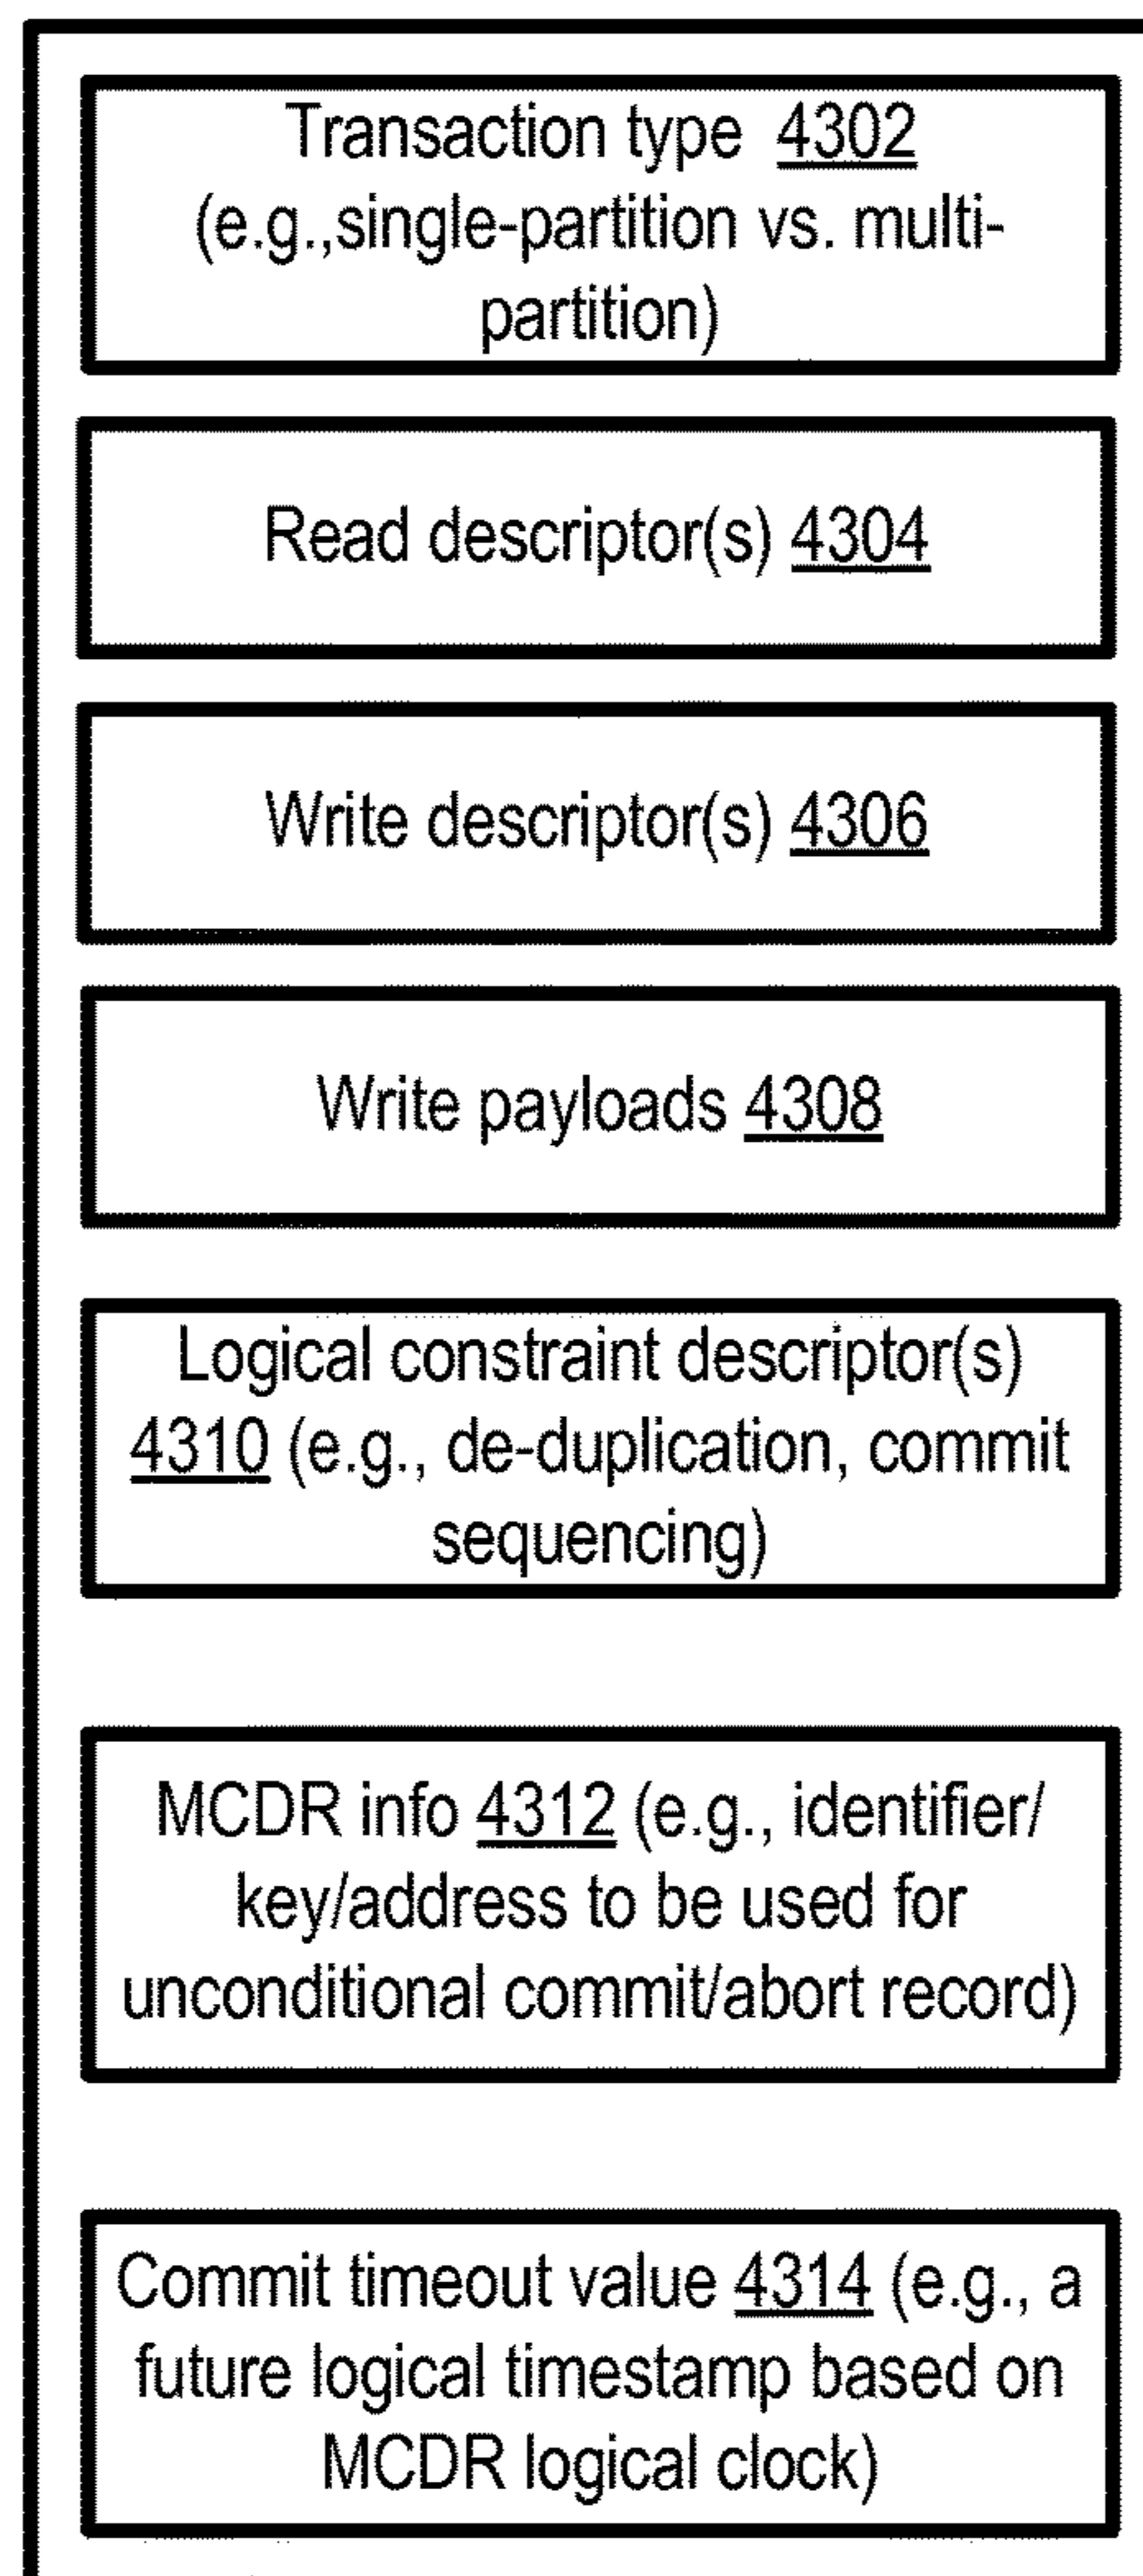 Transaction type 4302
(e.g.,single-partition vs. multi-
partition)
Read descriptor(s) 4304
Write descriptor(s) 4306
Write payloads 4308
Logical constraint descriptor(s)
4310 (e.g., de-duplication, commit
sequencing)
MCDR info 4312 (e.g., identifier/
key/address to be used for
unconditional commit/abort record)
Commit timeout value 4314 (e.g., a
future logical timestamp based on
MCDR logical clock)